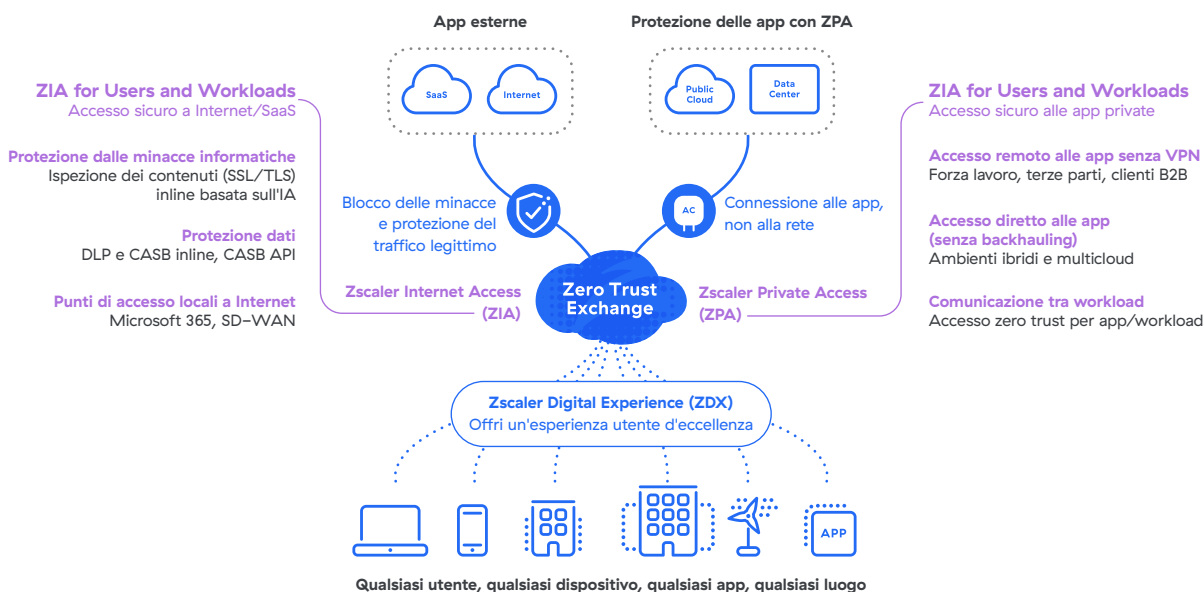 App esterne
Protezione delle app con ZPA
SaaS
Internet
Public
Cloud
Data
Center
ZIA for Users and Workloads
Accesso sicuro a Internet/SaaS
Protezione dalle minacce informatiche
Ispezione dei contenuti (SSL/TLS)
inline basata sull'IA
Protezione dati
DLP e CASB inline, CASB API
Punti di accesso locali a Internet
Microsoft 365, SD-WAN
Blocco delle minacce
e protezione del
traffico legittimo
AC
Connessione alle app,
non alla rete
Zscaler Internet Access
(ZIA)
Zero Trust
Exchange
Zscaler Private Access
(ZPA)
ZIA for Users and Workloads
Accesso sicuro alle app private
Accesso remoto alle app senza VPN
Forza lavoro, terze parti, clienti B2B
Accesso diretto alle app
(senza backhauling)
Ambienti ibridi e multicloud
Comunicazione tra workload
Accesso zero trust per app/workload
Zscaler Digital Experience (ZDX)
Offri un'esperienza utente d'eccellenza
APP
Qualsiasi utente, qualsiasi dispositivo, qualsiasi app, qualsiasi luogo